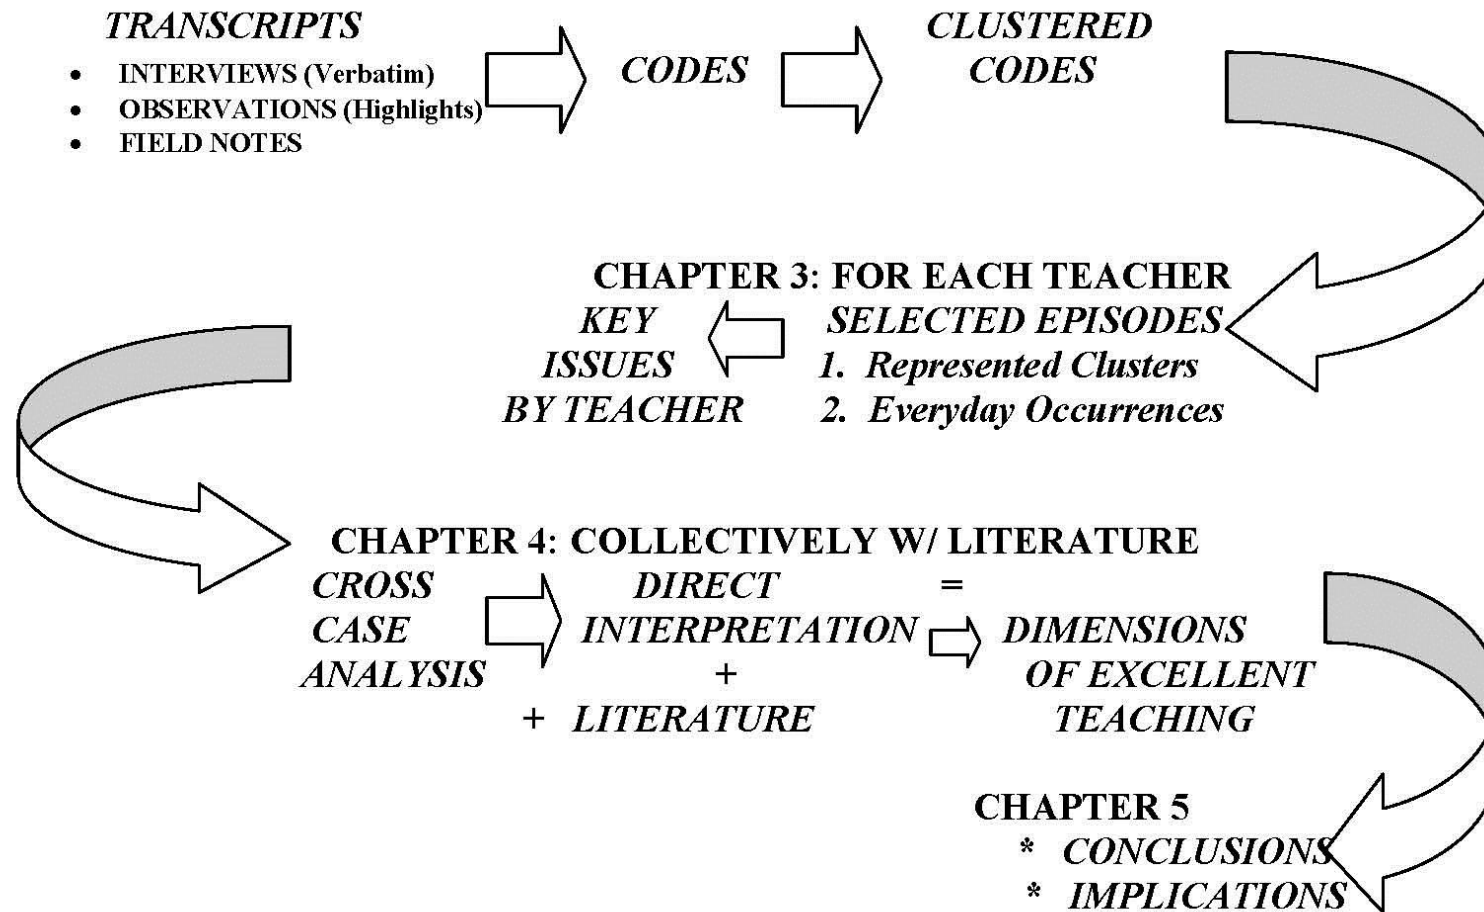 TRANSCRIPTS
• INTERVIEWS (Verbatim)
• OBSERVATIONS (Highlights)
• FIELD NOTES
CODES
CLUSTERED
CODES
CHAPTER 3: FOR EACH TEACHER
SELECTED EPISODES
1. Represented Clusters
2. Everyday Occurrences
KEY
ISSUES
BY TEACHER
CHAPTER 4: COLLECTIVELY W/ LITERATURE
CROSS
CASE
ANALYSIS
+
DIRECT
INTERPRETATION
+
LITERATURE
=
DIMENSIONS
OF EXCELLENT
TEACHING
CHAPTER 5
* CONCLUSIONS
* IMPLICATIONS